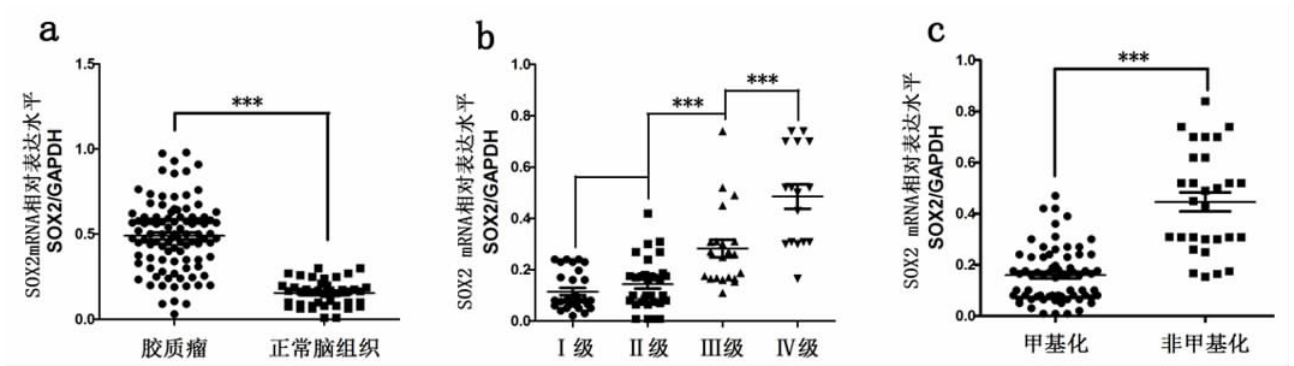 a
SOX2mRNA相对表达水平
SOX2/GAPDH
1.5
1.0
0.5
0.0
***
胶质瘤
正常脑组织
b
SOX2 mRNA相对表达水平
SOX2/GAPDH
1.0
0.8
0.6
0.4
0.2
0.0
***
***
Ⅰ级
Ⅱ级
Ⅲ级
Ⅳ级
c
SOX2 mRNA相对表达水平
SOX2/GAPDH
1.0
0.8
0.6
0.4
0.2
0.0
***
甲基化
非甲基化